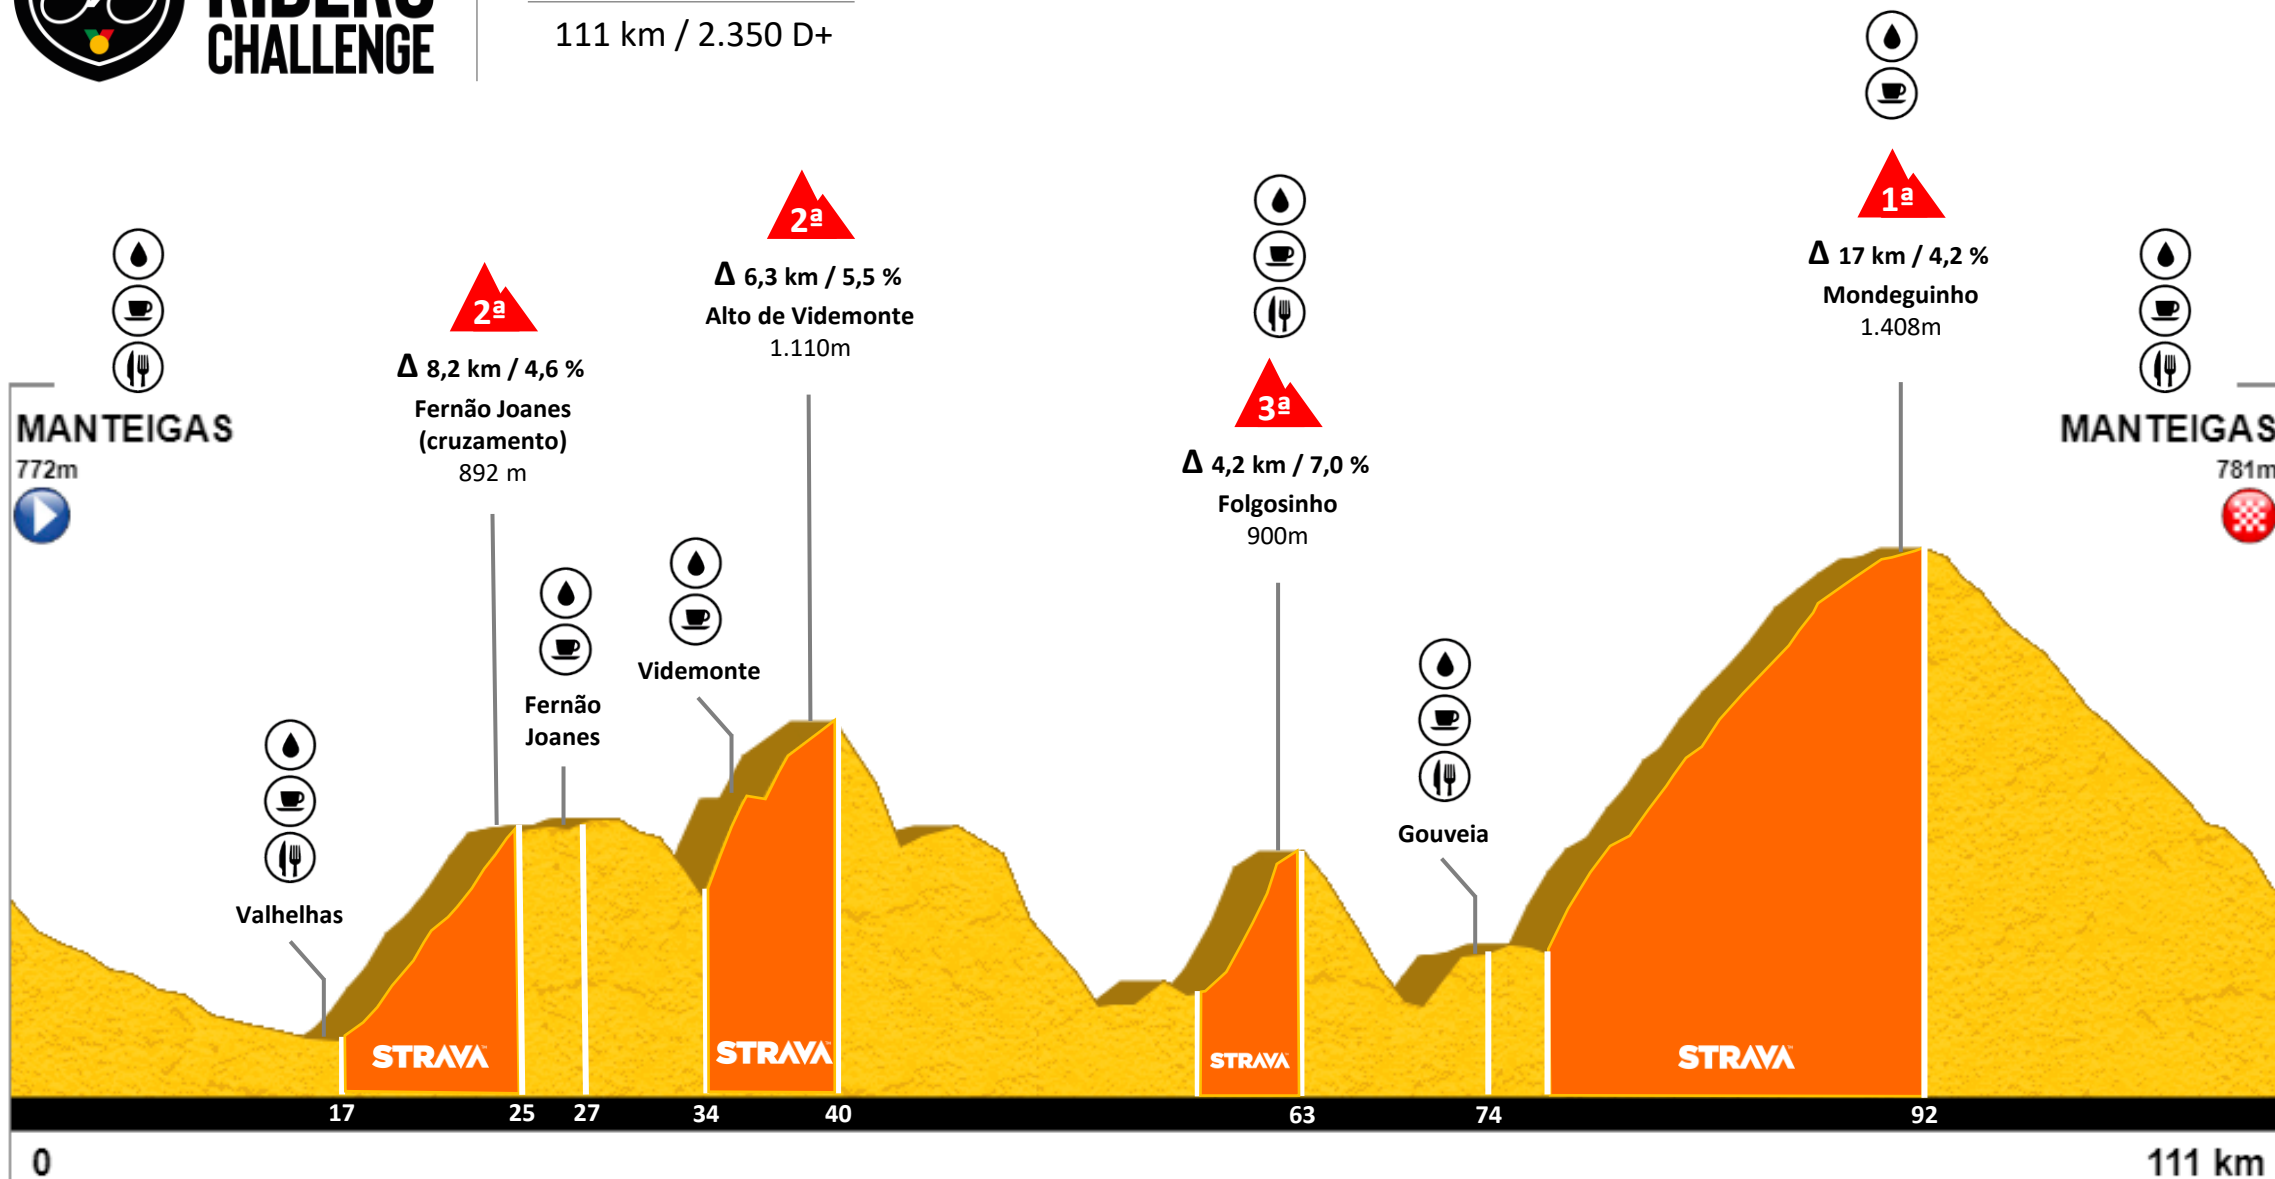 CHALLENGE
111 km / 2.350 D+
1ª
Δ 17 km / 4,2 %
Mondeguinho
1.408m
2ª
Δ 6,3 km / 5,5 %
Alto de Videmonte
1.110m
2ª
Δ 8,2 km / 4,6 %
Fernão Joanes
(cruzamento)
892 m
3ª
Δ 4,2 km / 7,0 %
Folgosinho
900m
MANTEIGAS
772m
MANTEIGAS
781m
Valhelhas
Fernão
Joanes
Videmonte
Gouveia
STRAVA
STRAVA
STRAVA
STRAVA
17 25 27 34 40 63 74 92
0 111 km